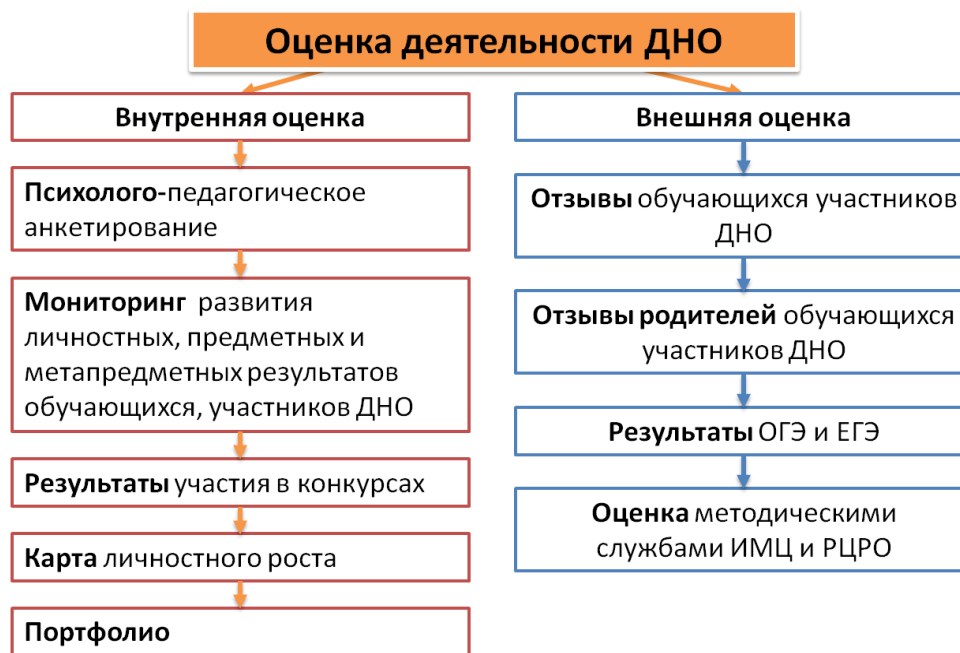 Оценка деятельности ДНО
Внутренняя оценка
Психолого-педагогическое
анкетирование
Мониторинг развития
личностных, предметных и
метапредметных результатов
обучающихся, участников ДНО
Результаты участия в конкурсах
Карта личностного роста
Портфолио
Внешняя оценка
Отзывы обучающихся участников
ДНО
Отзывы родителей обучающихся
участников ДНО
Результаты ОГЭ и ЕГЭ
Оценка методическими
службами ИМЦ и РЦРО